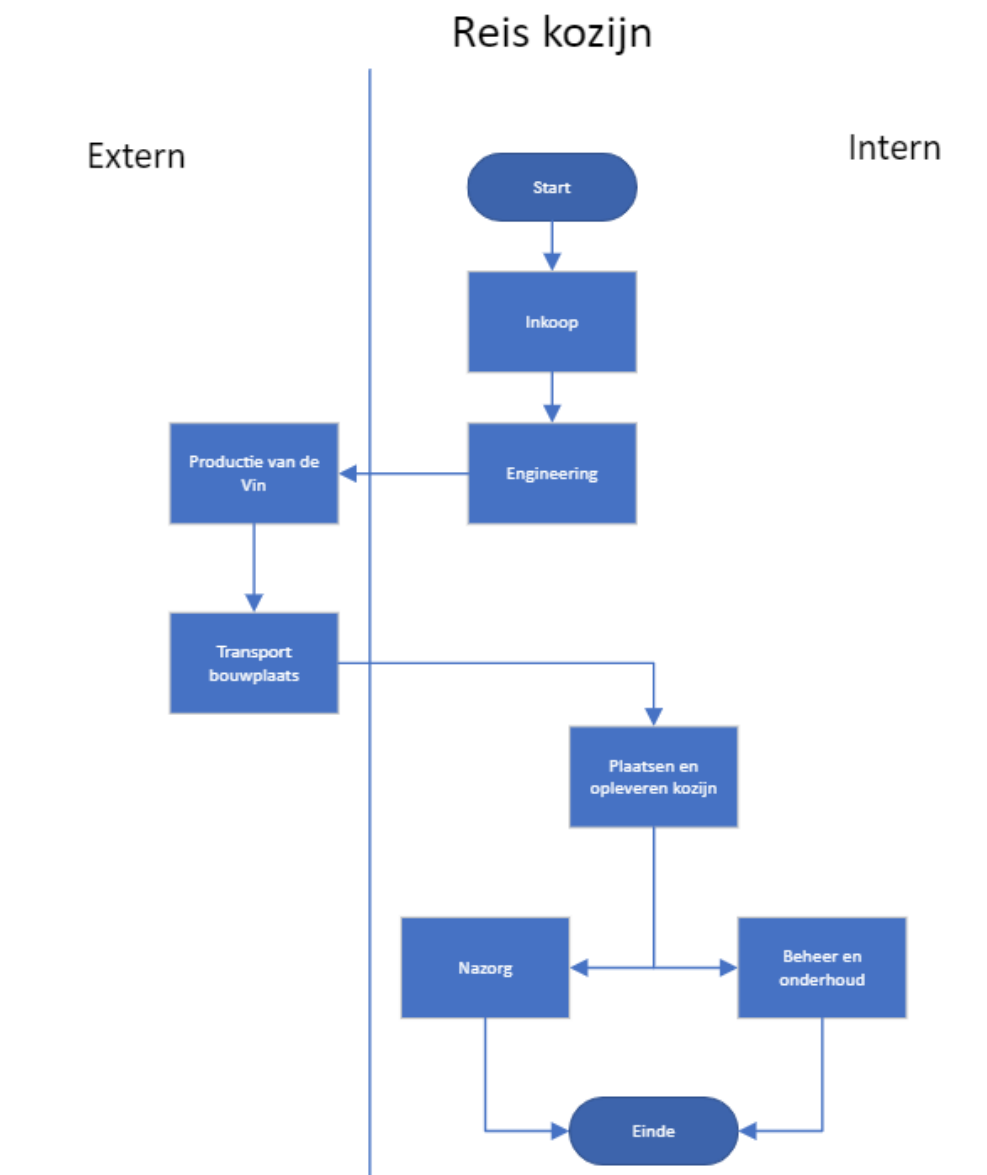 Reis kozijn
Extern
Intern
Start
Inkoop
Productie van de
Vin
Engineering
Transport
bouwplaats
Plaatsen en
opleveren kozijn
Nazorg
Beheer en
onderhoud
Einde